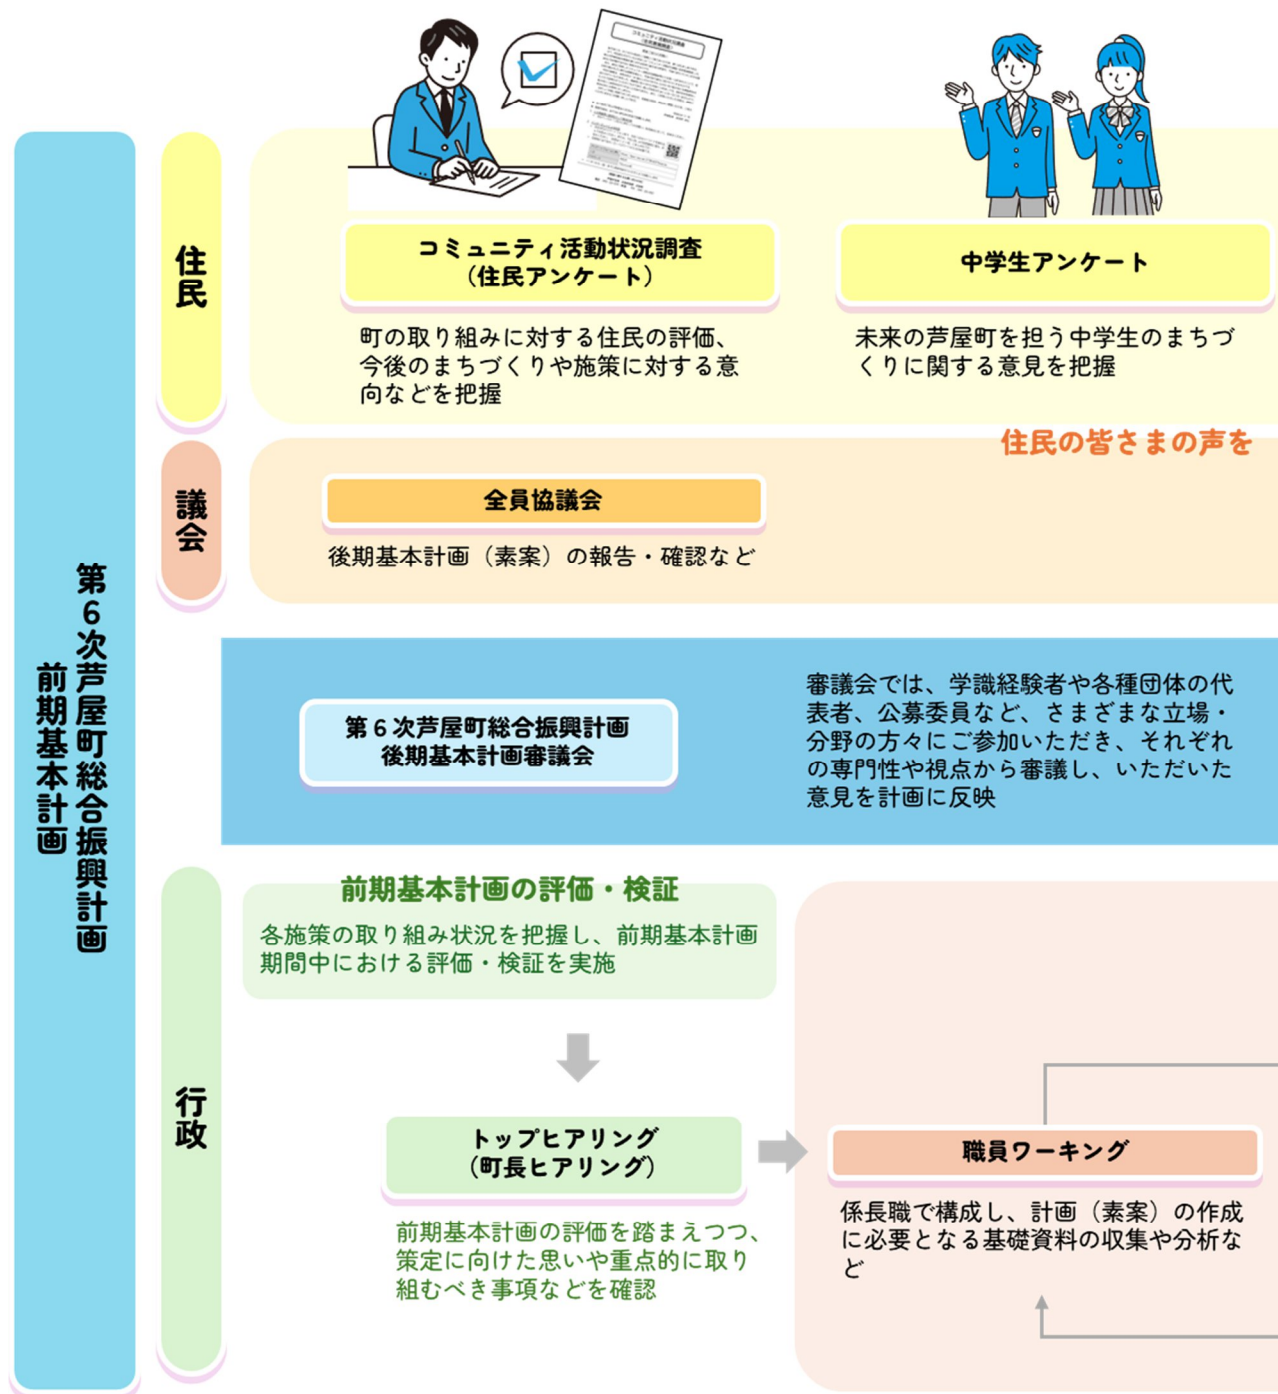 コミュニティ活動状況調査
第6次芦屋町総合振興計画
前期基本計画
住民
コミュニティ活動状況調査
（住民アンケート）
町の取り組みに対する住民の評価、
今後のまちづくりや施策に対する意
向などを把握
中学生アンケート
未来の芦屋町を担う中学生のまちづ
くりに関する意見を把握
住民の皆さまの声を
議会
全員協議会
後期基本計画（素案）の報告・確認など
第6次芦屋町総合振興計画
後期基本計画審議会
審議会では、学識経験者や各種団体の代
表者、公募委員など、さまざまな立場・
分野の方々にご参加いただき、それぞれ
の専門性や視点から審議し、いただいた
意見を計画に反映
行政
前期基本計画の評価・検証
各施策の取り組み状況を把握し、前期基本計画
期間中における評価・検証を実施
トップヒアリング
（町長ヒアリング）
前期基本計画の評価を踏まえつつ、
策定に向けた思いや重点的に取り
組むべき事項などを確認
職員ワーキング
係長職で構成し、計画（素案）の作成
に必要となる基礎資料の収集や分析な
ど